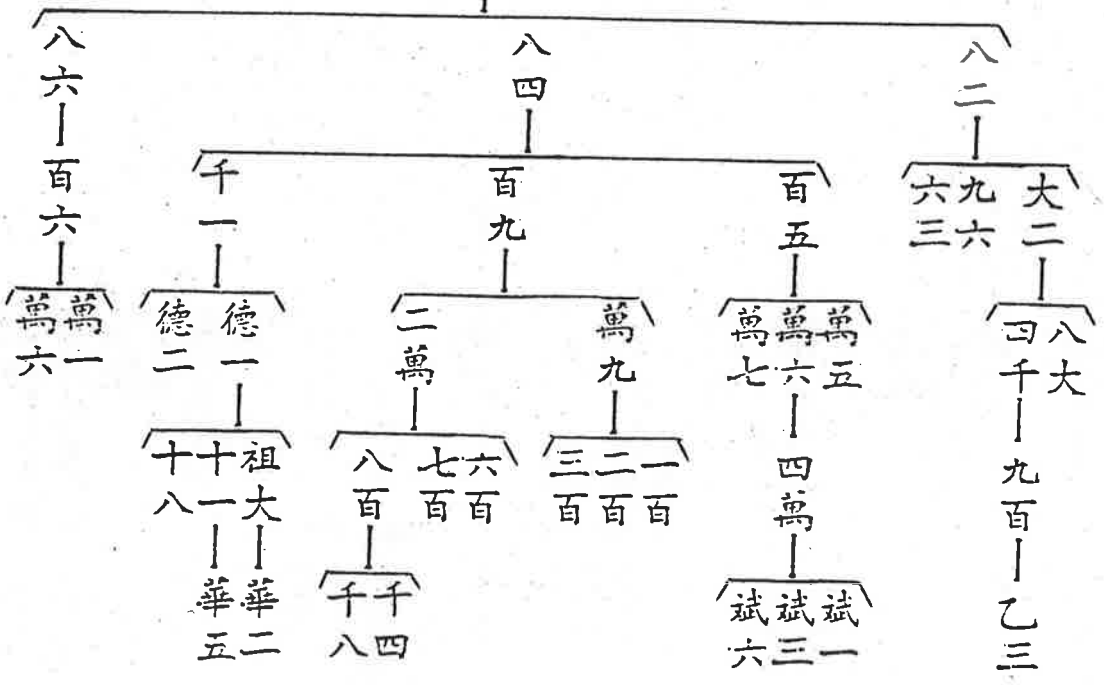 八二
八四
八六
大二
九六
六三
百五
百九
千一
百六
八大
四千
萬五
萬六
萬七
萬九
二萬
德一
德二
萬一
萬六
九百
四萬
一百
二百
三百
六百
七百
八百
祖大
十一
十八
乙三
斌一
斌三
斌六
千四
千八
華二
華五